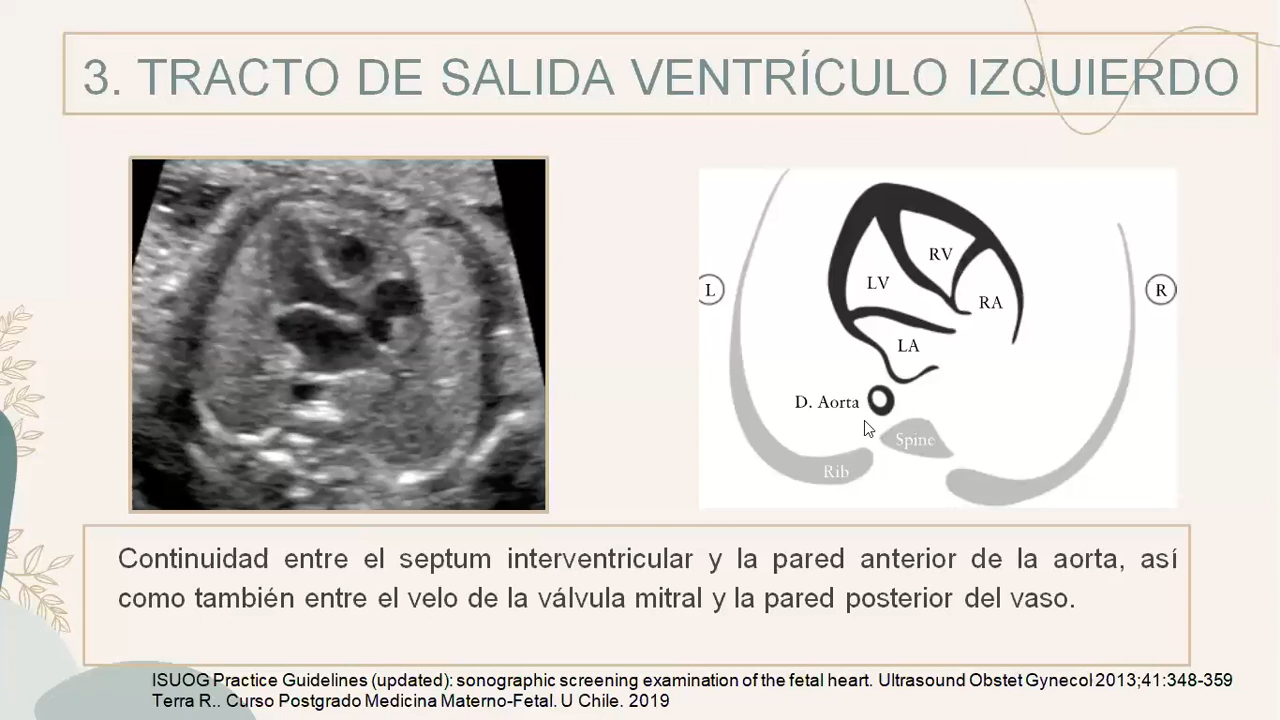 3. TRACTO DE SALIDA VENTRÍCULO IZQUIERDO
RV
LV
L
R
RA
LA
D. Aorta
Spine
Rib
Continuidad entre el septum interventricular y la pared anterior de la aorta, así
como también entre el velo de la válvula mitral y la pared posterior del vaso.
ISUOG Practice Guidelines (updated): sonographic screening examination of the fetal heart. Ultrasound Obstet Gynecol 2013;41:348-359
Terra R.. Curso Postgrado Medicina Materno-Fetal. U Chile. 2019